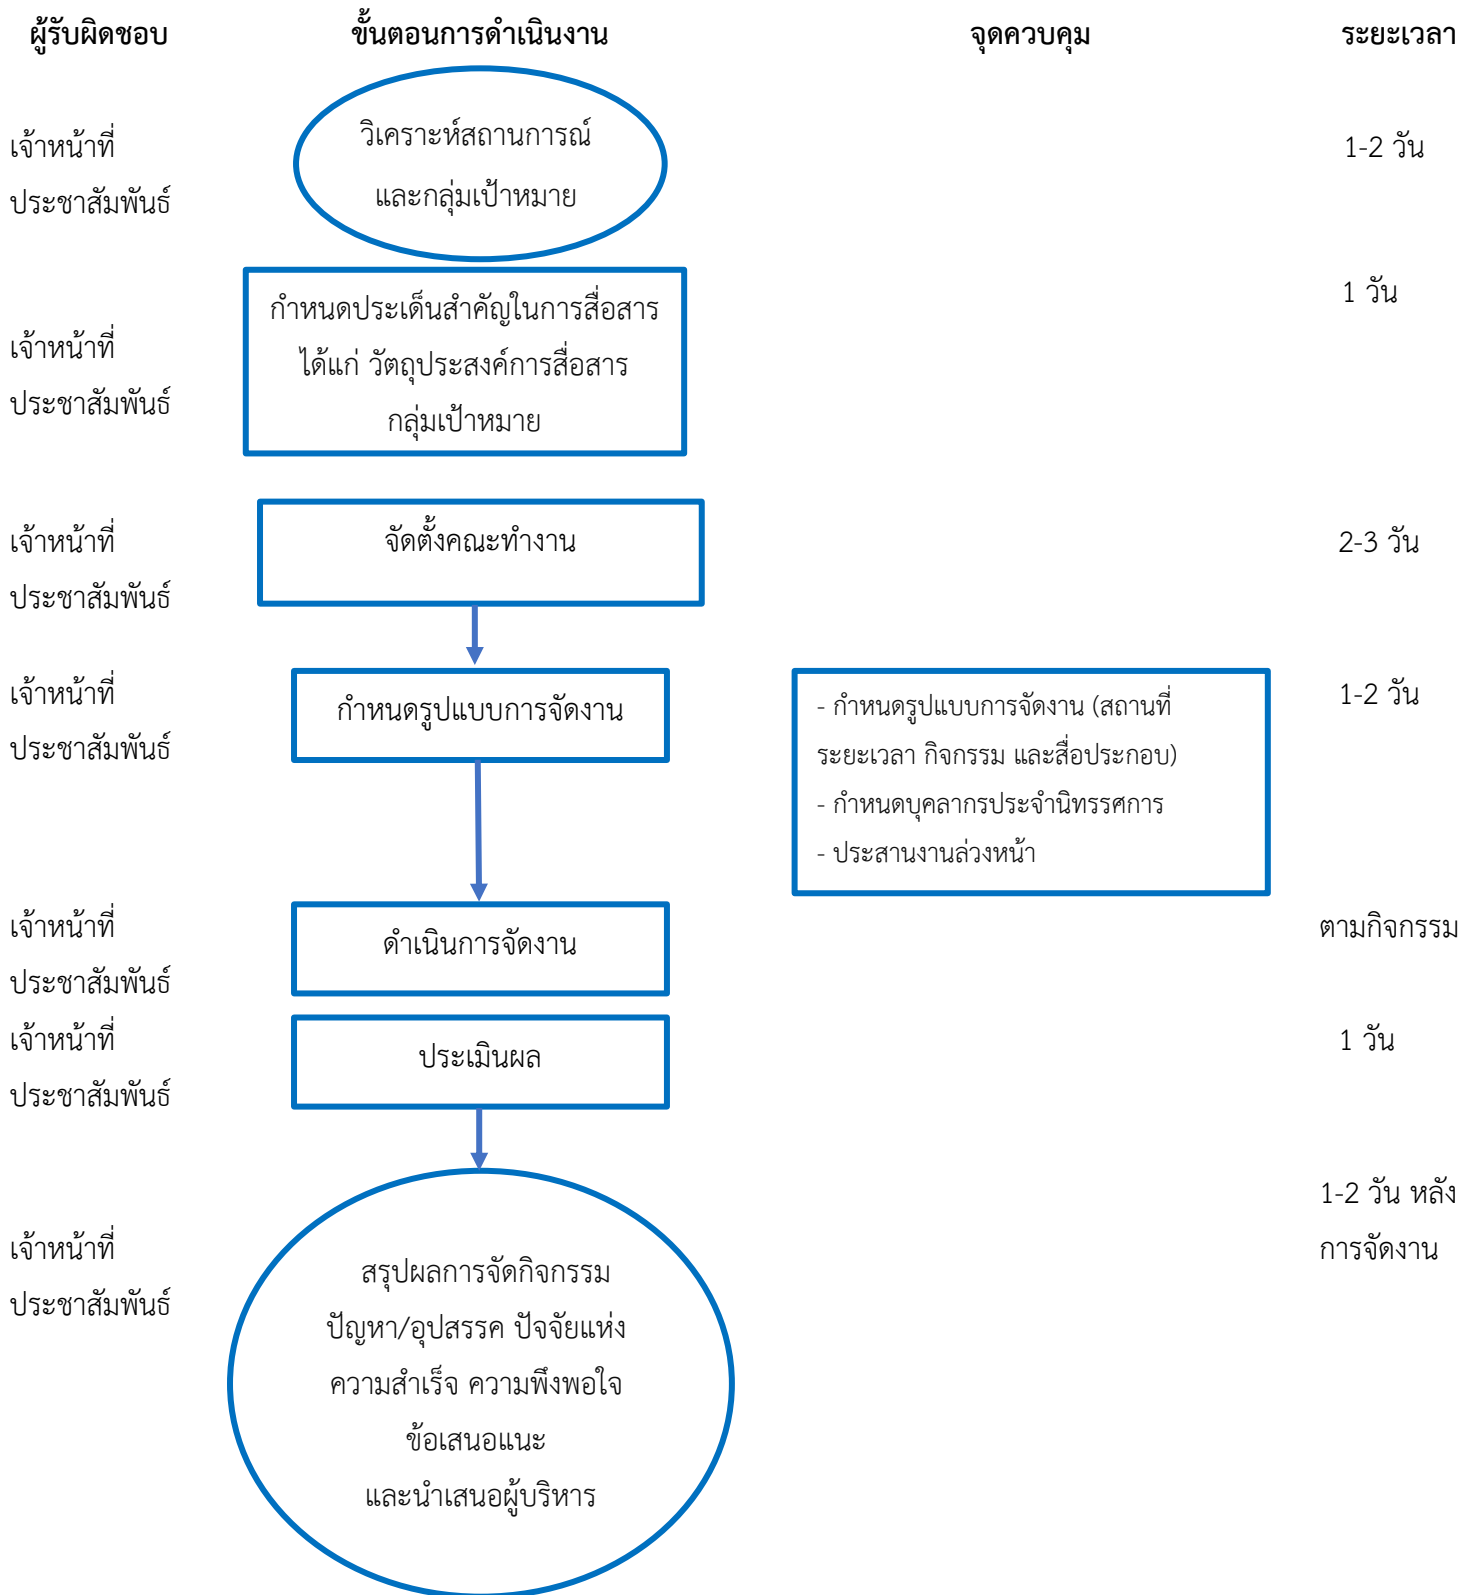 ผู้รับผิดชอบ ขั้นตอนการดำเนินงาน จุดควบคุม ระยะเวลา
เจ้าหน้าที่
ประชาสัมพันธ์
วิเคราะห์สถานการณ์
และกลุ่มเป้าหมาย
1-2 วัน
เจ้าหน้าที่
ประชาสัมพันธ์
กำหนดประเด็นสำคัญในการสื่อสาร
ได้แก่ วัตถุประสงค์การสื่อสาร
กลุ่มเป้าหมาย
1 วัน
เจ้าหน้าที่
ประชาสัมพันธ์
จัดตั้งคณะทำงาน
2-3 วัน
เจ้าหน้าที่
ประชาสัมพันธ์
กำหนดรูปแบบการจัดงาน
- กำหนดรูปแบบการจัดงาน (สถานที่
ระยะเวลา กิจกรรม และสื่อประกอบ)
- กำหนดบุคลากรประจำนิทรรศการ
- ประสานงานล่วงหน้า
1-2 วัน
เจ้าหน้าที่
ประชาสัมพันธ์
ดำเนินการจัดงาน
ตามกิจกรรม
เจ้าหน้าที่
ประชาสัมพันธ์
ประเมินผล
1 วัน
เจ้าหน้าที่
ประชาสัมพันธ์
สรุปผลการจัดกิจกรรม
ปัญหา/อุปสรรค ปัจจัยแห่ง
ความสำเร็จ ความพึงพอใจ
ข้อเสนอแนะ
และนำเสนอผู้บริหาร
1-2 วัน หลัง
การจัดงาน